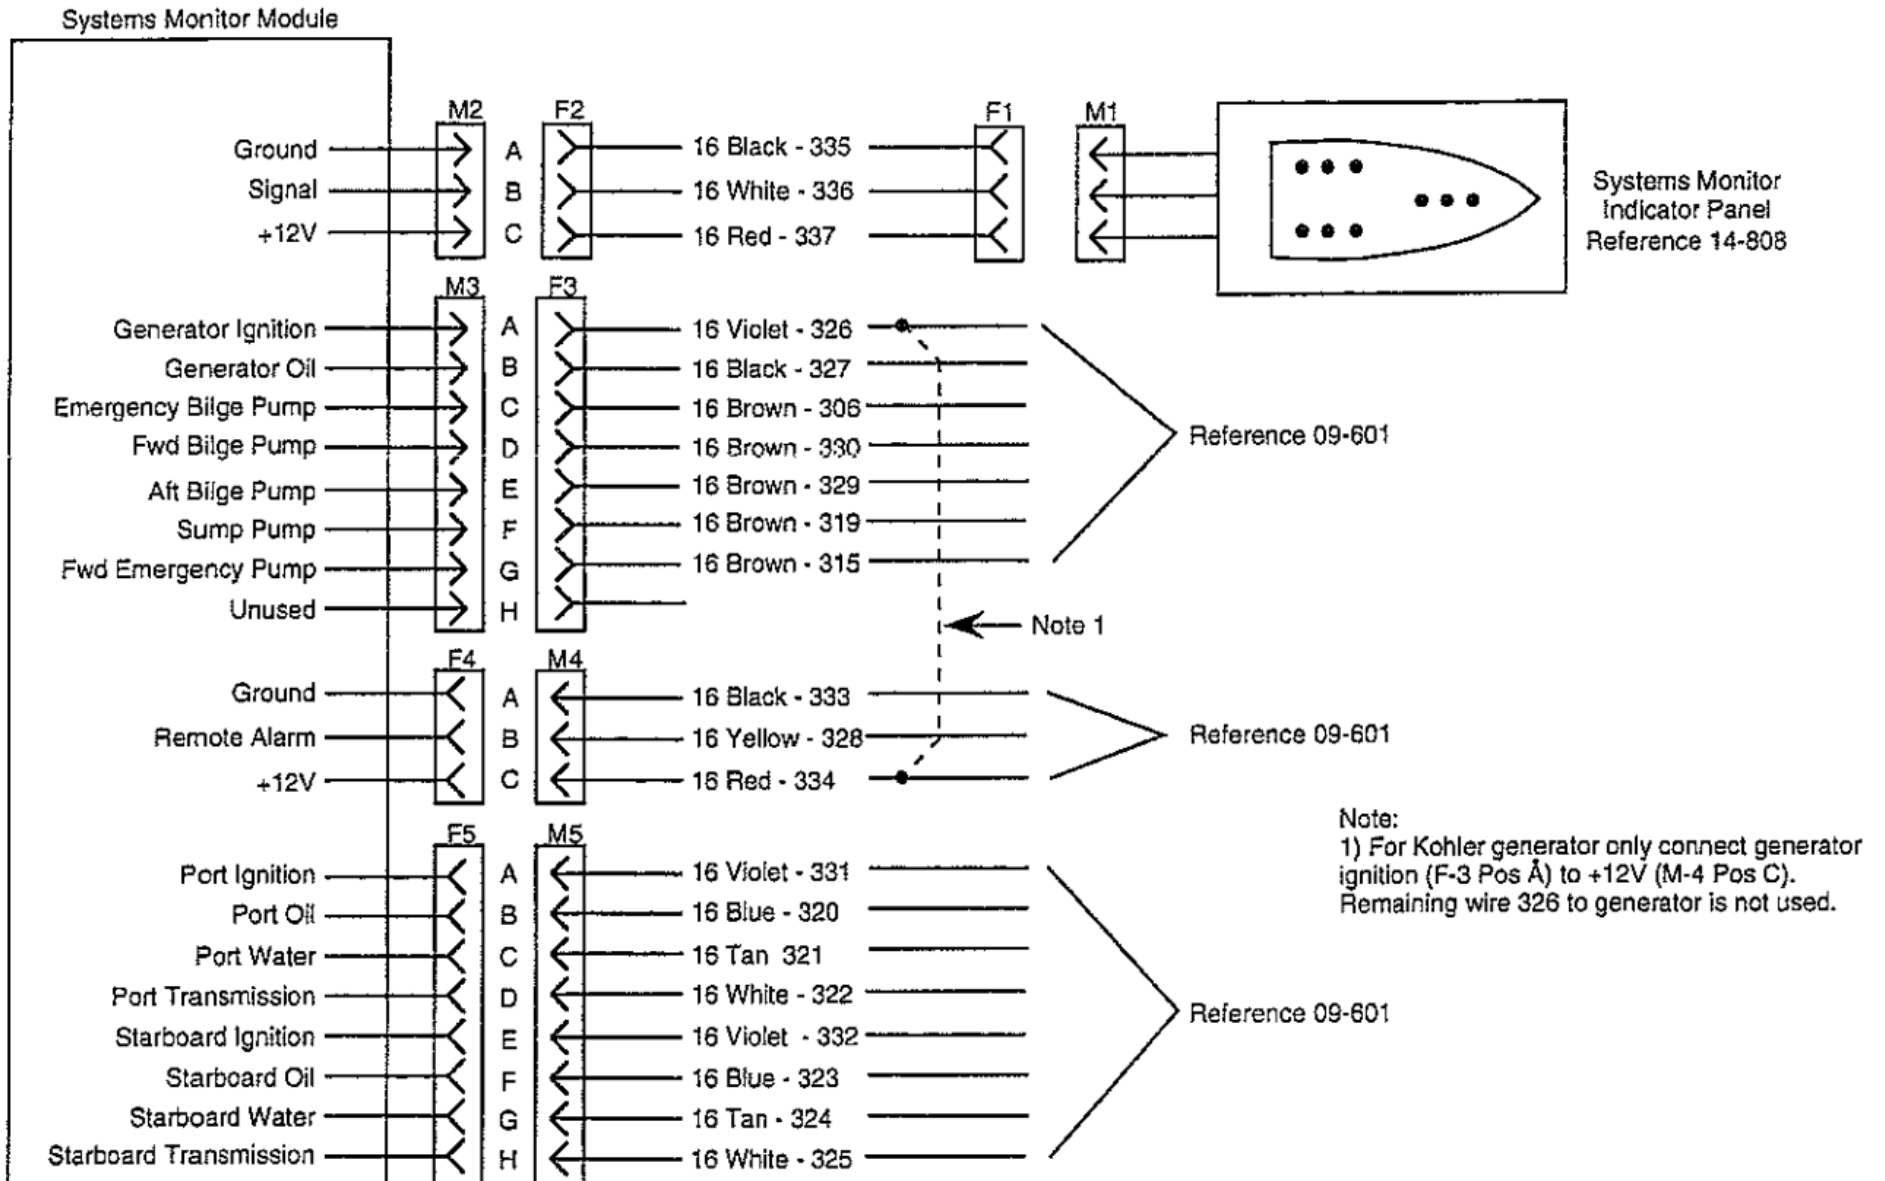 Systems Monitor Module
M2 F2 F1 M1
Ground A 16 Black - 335
Signal B 16 White - 336
+12V C 16 Red - 337
Systems Monitor
Indicator Panel
Reference 14-808
M3 F3
Generator Ignition A 16 Violet - 326
Generator Oil B 16 Black - 327
Emergency Bilge Pump C 16 Brown - 306
Fwd Bilge Pump D 16 Brown - 330
Aft Bilge Pump E 16 Brown - 329
Sump Pump F 16 Brown - 319
Fwd Emergency Pump G 16 Brown - 315
Unused H
Reference 09-601
Note 1
F4 M4
Ground A 16 Black - 333
Remote Alarm B 16 Yellow - 328
+12V C 16 Red - 334
Reference 09-601
Note:
1) For Kohler generator only connect generator
ignition (F-3 Pos Å) to +12V (M-4 Pos C).
Remaining wire 326 to generator is not used.
F5 M5
Port Ignition A 16 Violet - 331
Port Oil B 16 Blue - 320
Port Water C 16 Tan 321
Port Transmission D 16 White - 322
Starboard Ignition E 16 Violet - 332
Starboard Oil F 16 Blue - 323
Starboard Water G 16 Tan - 324
Starboard Transmission H 16 White - 325
Reference 09-601